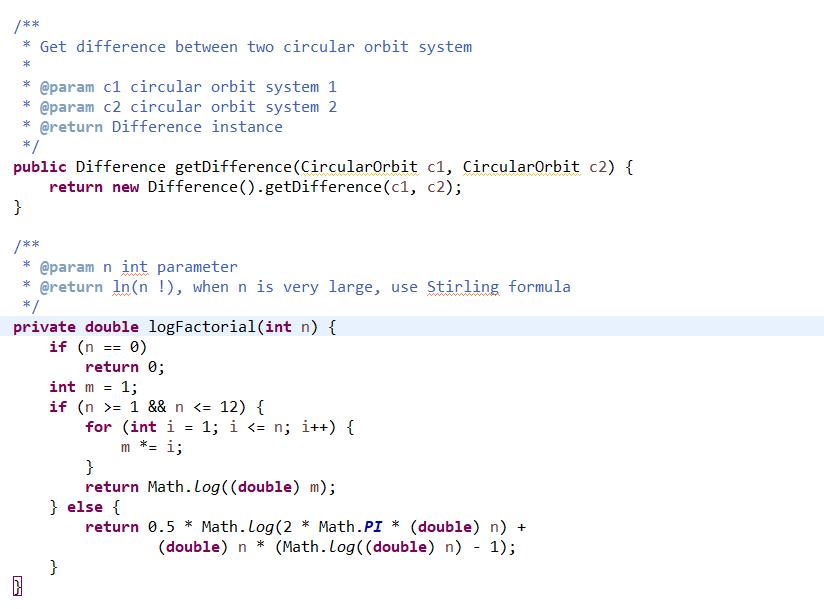 /**
 * Get difference between two circular orbit system
 *
 * @param c1 circular orbit system 1
 * @param c2 circular orbit system 2
 * @return Difference instance
 */
public Difference getDifference(CircularOrbit c1, CircularOrbit c2) {
    return new Difference().getDifference(c1, c2);
}

/**
 * @param n int parameter
 * @return ln(n !), when n is very large, use Stirling formula
 */
private double logFactorial(int n) {
    if (n == 0)
        return 0;
    int m = 1;
    if (n >= 1 && n <= 12) {
        for (int i = 1; i <= n; i++) {
            m *= i;
        }
        return Math.log((double) m);
    } else {
        return 0.5 * Math.log(2 * Math.PI * (double) n) +
                (double) n * (Math.log((double) n) - 1);
    }
}